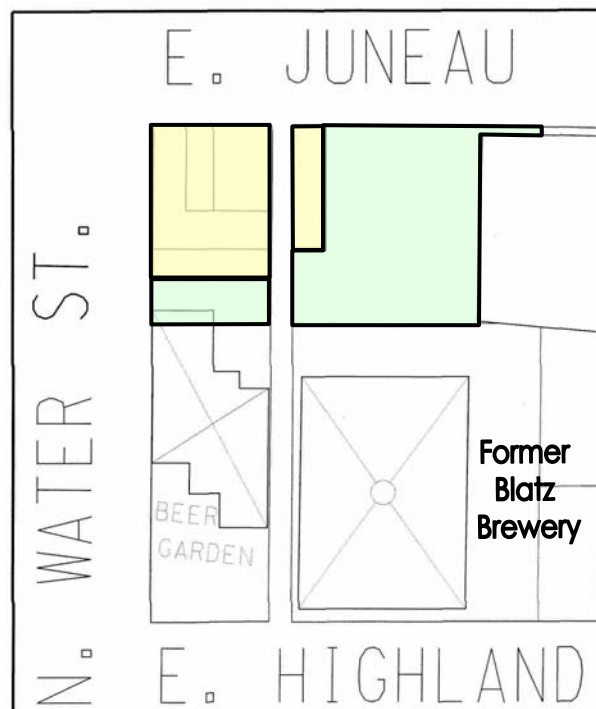 E. JUNEAU
N. WATER ST.
Former
Blatz
Brewery
BEER
GARDEN
E. HIGHLAND